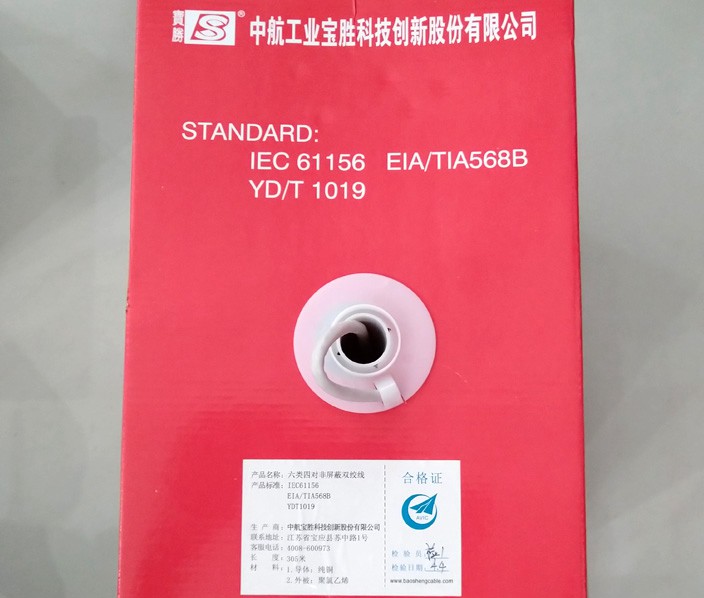 寶勝 ® 中航工业宝胜科技创新股份有限公司
STANDARD:
IEC 61156 EIA/TIA568B
YD/T 1019
产品名称: 六类四对非屏蔽双绞线
产品标准: IEC61156
EIA/TIA568B
YDT1019
生产商: 中航宝胜科技创新股份有限公司
联系地址: 江苏省宝应县苏中路1号
客服电话: 4008-600973
长度: 305米
材料: 1.导体: 纯铜
2.外被: 聚氯乙烯
合格证
AVIC
检验员:
检验日期: 44
www.baoshengcable.com